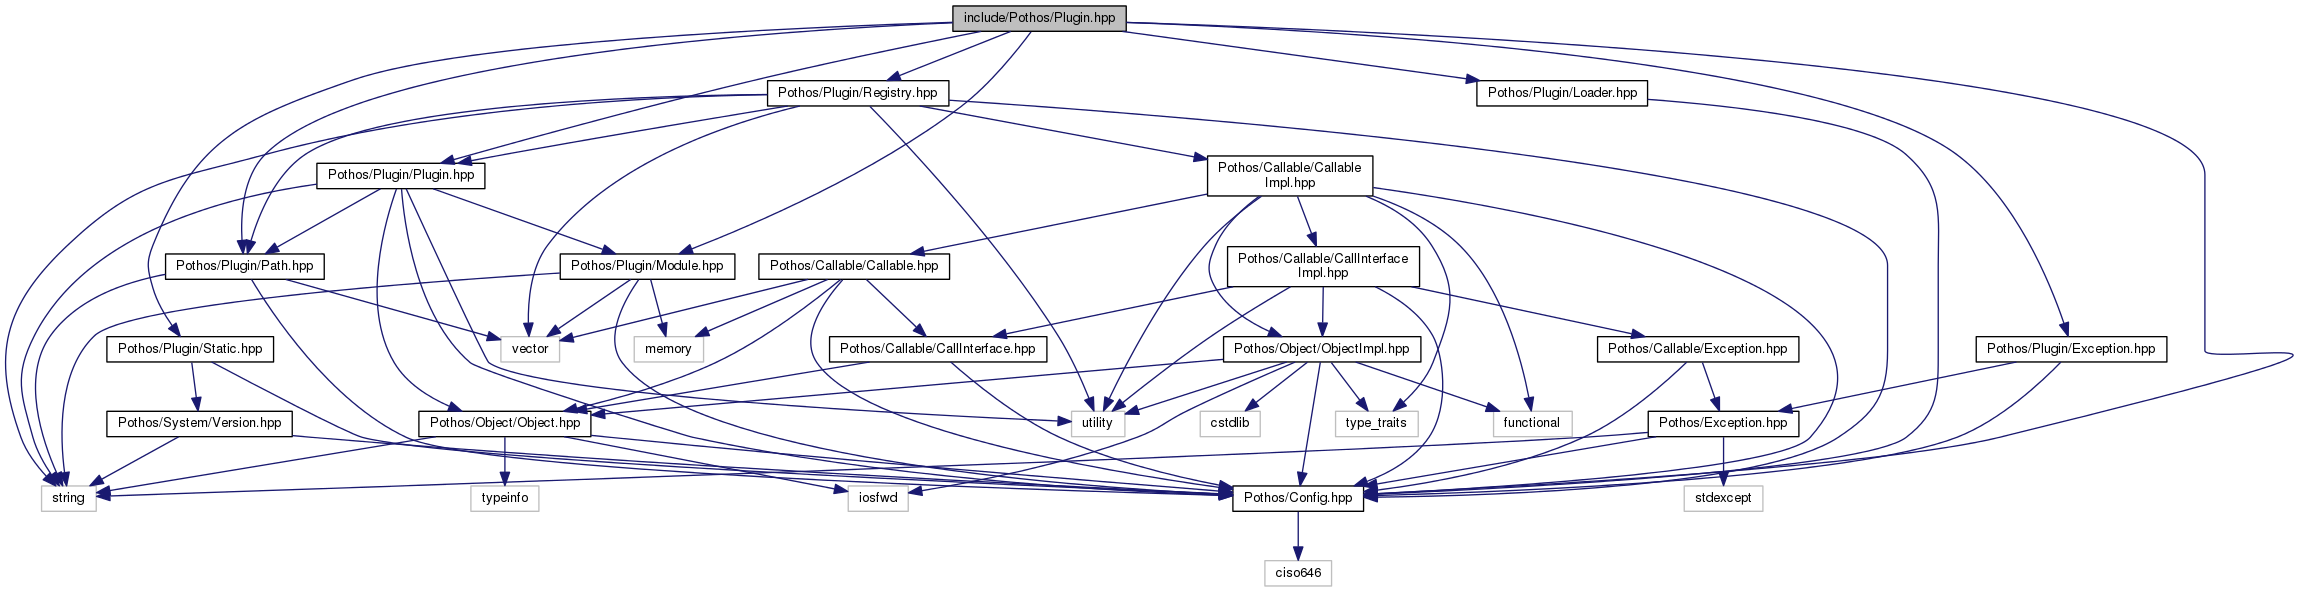 include/Pothos/Plugin.hpp
Pothos/Plugin/Registry.hpp
Pothos/Plugin/Loader.hpp
Pothos/Plugin/Plugin.hpp
Pothos/Callable/Callable
Impl.hpp
Pothos/Plugin/Path.hpp
Pothos/Plugin/Module.hpp
Pothos/Callable/Callable.hpp
Pothos/Callable/CallInterface
Impl.hpp
Pothos/Plugin/Static.hpp
vector
memory
Pothos/Callable/CallInterface.hpp
Pothos/Object/ObjectImpl.hpp
Pothos/Callable/Exception.hpp
Pothos/Plugin/Exception.hpp
Pothos/System/Version.hpp
Pothos/Object/Object.hpp
utility
cstdlib
type_traits
functional
Pothos/Exception.hpp
string
typeinfo
iosfwd
Pothos/Config.hpp
stdexcept
ciso646